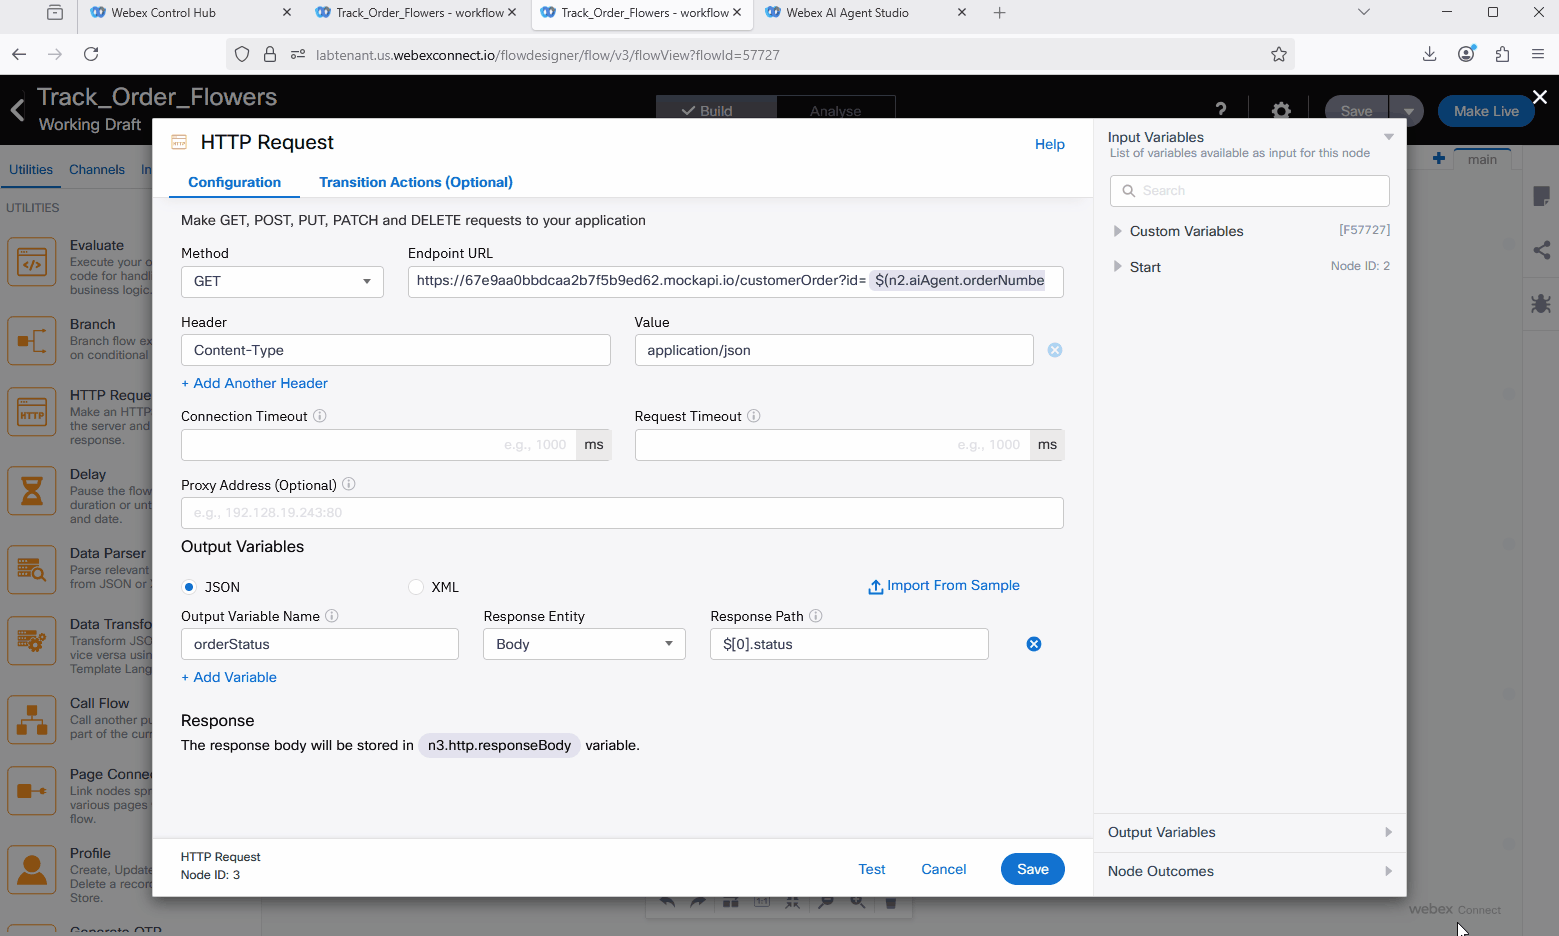 Webex Control Hub
Track_Order_Flowers - workflow
Track_Order_Flowers - workflow
Webex AI Agent Studio
labtenant.us.webexconnect.io/flowdesigner/flow/v3/flowView?flowId=57727
Track_Order_Flowers
Working Draft
Build
Analyse
?
Save
Make Live
Utilities
Channels
In
main
UTILITIES
Evaluate
Execute your o
code for handl
business logic.
Branch
Branch flow ex
on conditional
HTTP Reque
Make an HTTP
the server and
response.
Delay
Pause the flow
duration or unt
and date.
Data Parser
Parse relevant
from JSON or
Data Transfo
Transform JSO
vice versa usin
Template Lang
Call Flow
Call another pu
part of the curr
Page Conne
Link nodes spr
various pages
flow.
Profile
Create, Update
Delete a recor
Store.
Generate OTP
HTTP Request
Help
Configuration
Transition Actions (Optional)
Make GET, POST, PUT, PATCH and DELETE requests to your application
Method
Endpoint URL
GET
https://67e9aa0bbdcaa2b7f5b9ed62.mockapi.io/customerOrder?id= $(n2.aiAgent.orderNumbe
Header
Value
Content-Type
application/json
+ Add Another Header
Connection Timeout
Request Timeout
e.g., 1000 ms
e.g., 1000 ms
Proxy Address (Optional)
e.g., 192.128.19.243:80
Output Variables
JSON
XML
Import From Sample
Output Variable Name
Response Entity
Response Path
orderStatus
Body
$[0].status
+ Add Variable
Response
The response body will be stored in n3.http.responseBody variable.
HTTP Request
Node ID: 3
Test
Cancel
Save
Input Variables
List of variables available as input for this node
Search
Custom Variables
[F57727]
Start
Node ID: 2
Output Variables
Node Outcomes
1:1
webex Connect